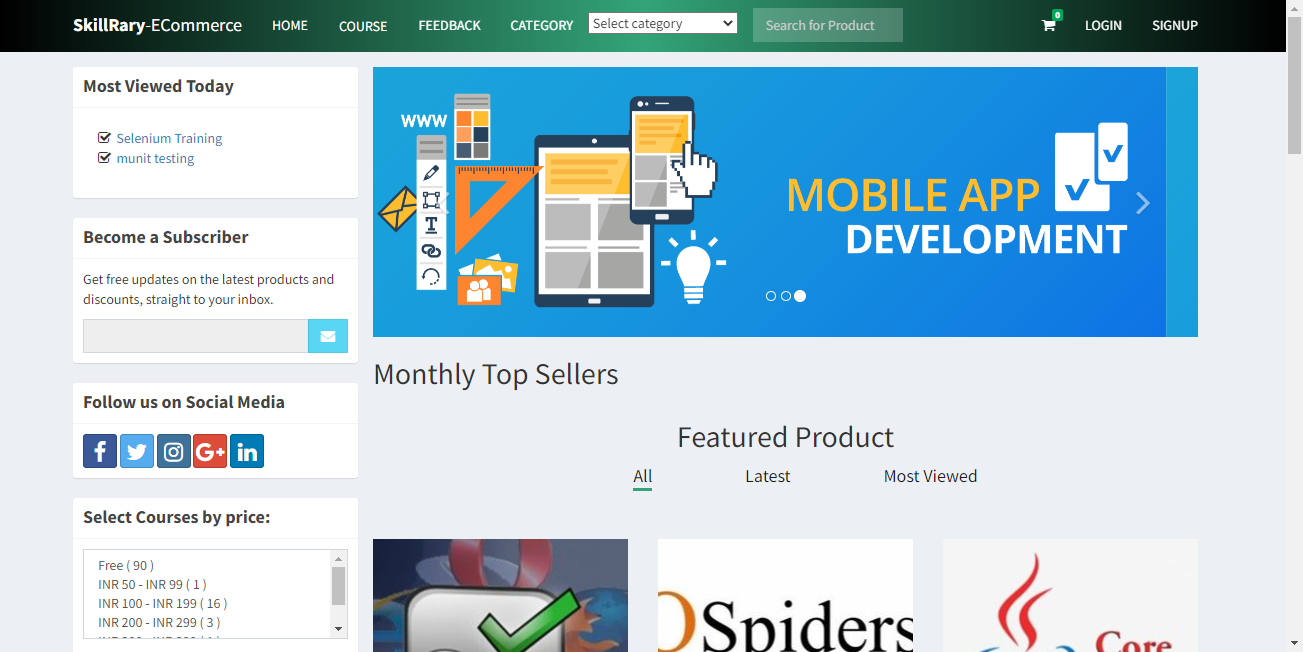 SkillRary-ECommerce
HOME
COURSE
FEEDBACK
CATEGORY
Select category
Search for Product
0
LOGIN
SIGNUP
Most Viewed Today
Selenium Training
munit testing
Become a Subscriber
Get free updates on the latest products and
discounts, straight to your inbox.
Follow us on Social Media
f
G+
in
Select Courses by price:
Free ( 90 )
INR 50 - INR 99 ( 1 )
INR 100 - INR 199 ( 16 )
INR 200 - INR 299 ( 3 )
WWW
T
MOBILE APP
DEVELOPMENT
Monthly Top Sellers
Featured Product
All
Latest
Most Viewed
Spiders
Core